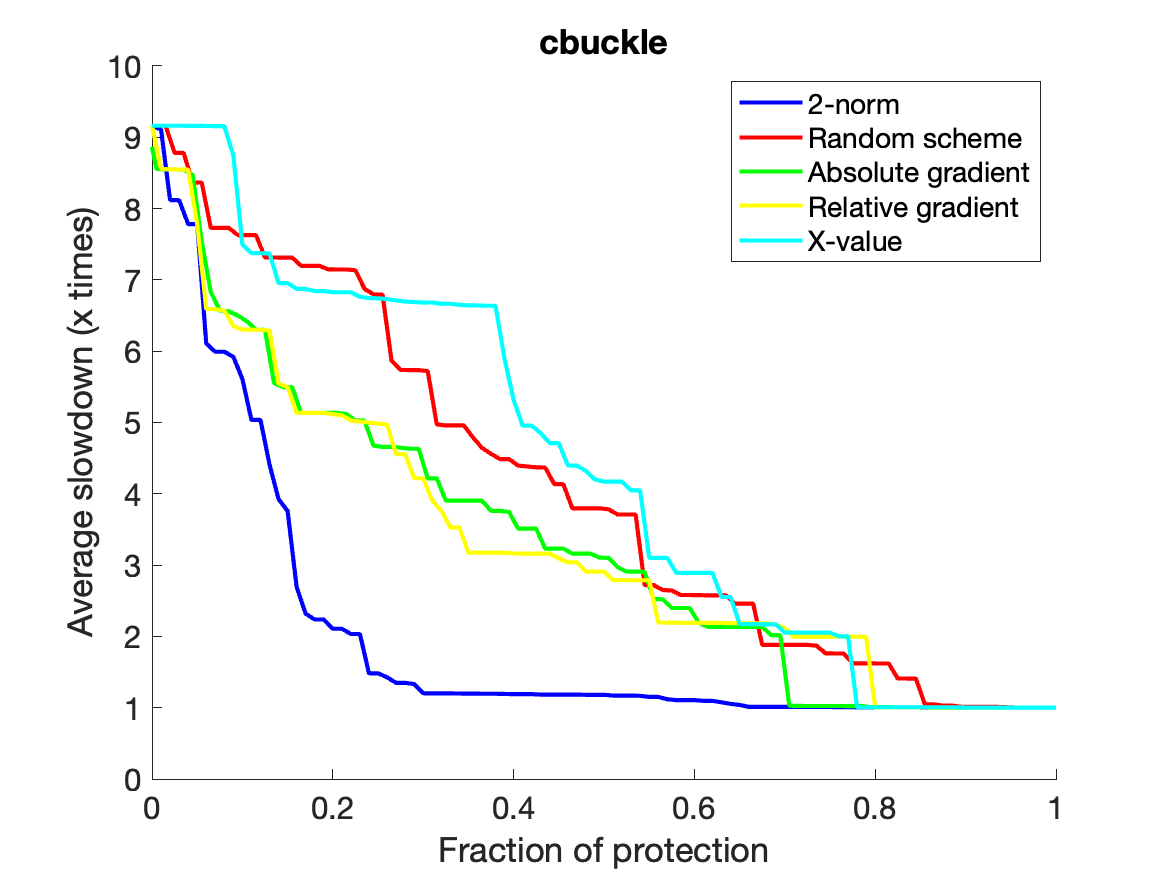 cbuckle
10
9
8
7
6
5
4
3
2
1
0
Average slowdown (x times)
2-norm
Random scheme
Absolute gradient
Relative gradient
X-value
0 0.2 0.4 0.6 0.8 1
Fraction of protection